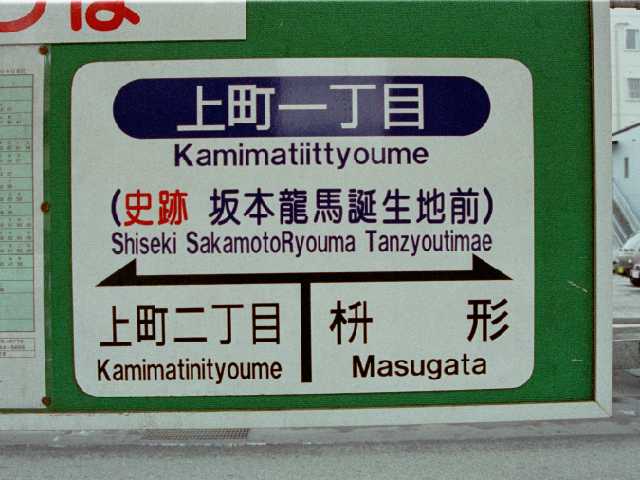 上町一丁目
Kamimatiittyoume
(史跡 坂本龍馬誕生地前)
Shiseki SakamotoRyouma Tanzyoutimae
上町二丁目 枡 形
Kamimatinityoume Masugata